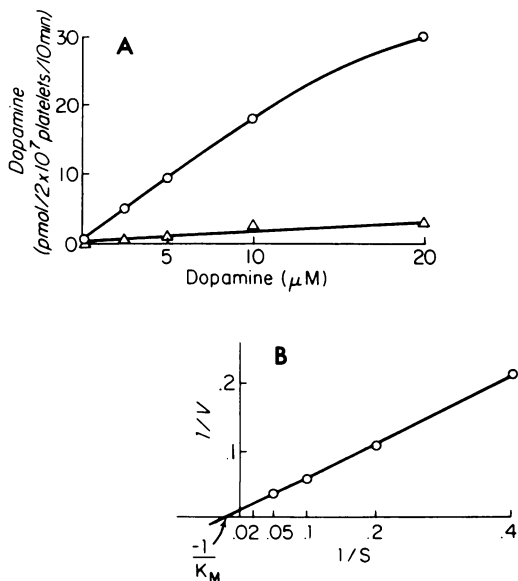 A
Dopamine
(pmol/2x10⁷ platelets/10min)
30
20
10
0
5
10
20
Dopamine (μM)
B
1/V
.2
.1
.02 .05 .1 .2 .4
-1
K_M
1/S